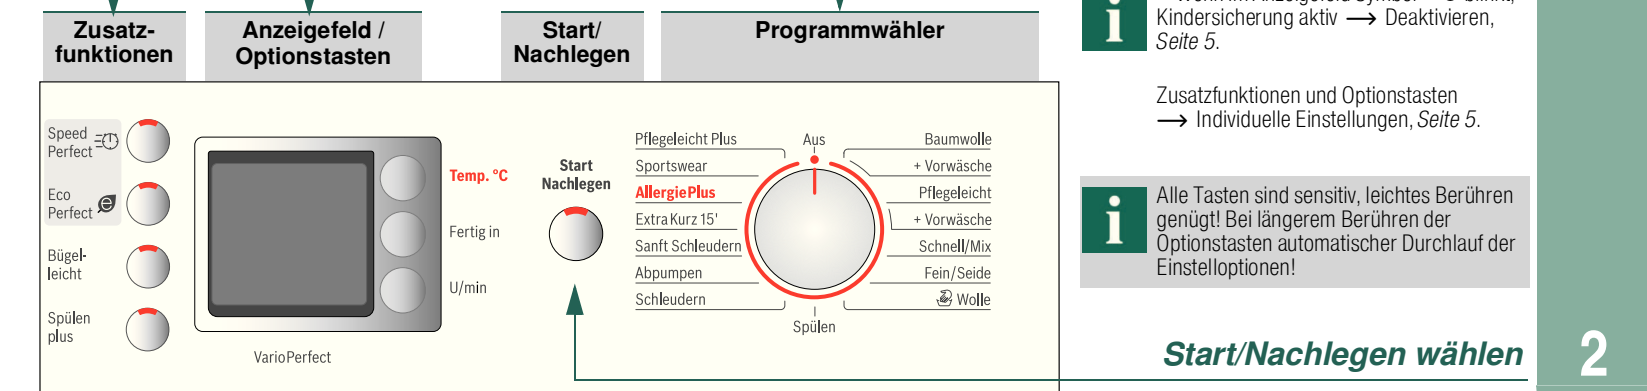 Zusatz-
funktionen
Anzeigefeld /
Optionstasten
Start/
Nachlegen
Programmwähler
Speed
Perfect
Eco
Perfect
Bügel-
leicht
Spülen
plus
Temp. °C
Fertig in
U/min
VarioPerfect
Start
Nachlegen
Pflegeleicht Plus
Sportswear
AllergiePlus
Extra Kurz 15'
Sanft Schleudern
Abpumpen
Schleudern
Aus
Spülen
Baumwolle
+ Vorwäsche
Pflegeleicht
+ Vorwäsche
Schnell/Mix
Fein/Seide
Wolle
Kindersicherung aktiv ⟶ Deaktivieren,
Seite 5.
Zusatzfunktionen und Optionstasten
⟶ Individuelle Einstellungen, Seite 5.
Alle Tasten sind sensitiv, leichtes Berühren
genügt! Bei längerem Berühren der
Optionstasten automatischer Durchlauf der
Einstelloptionen!
Start/Nachlegen wählen
2